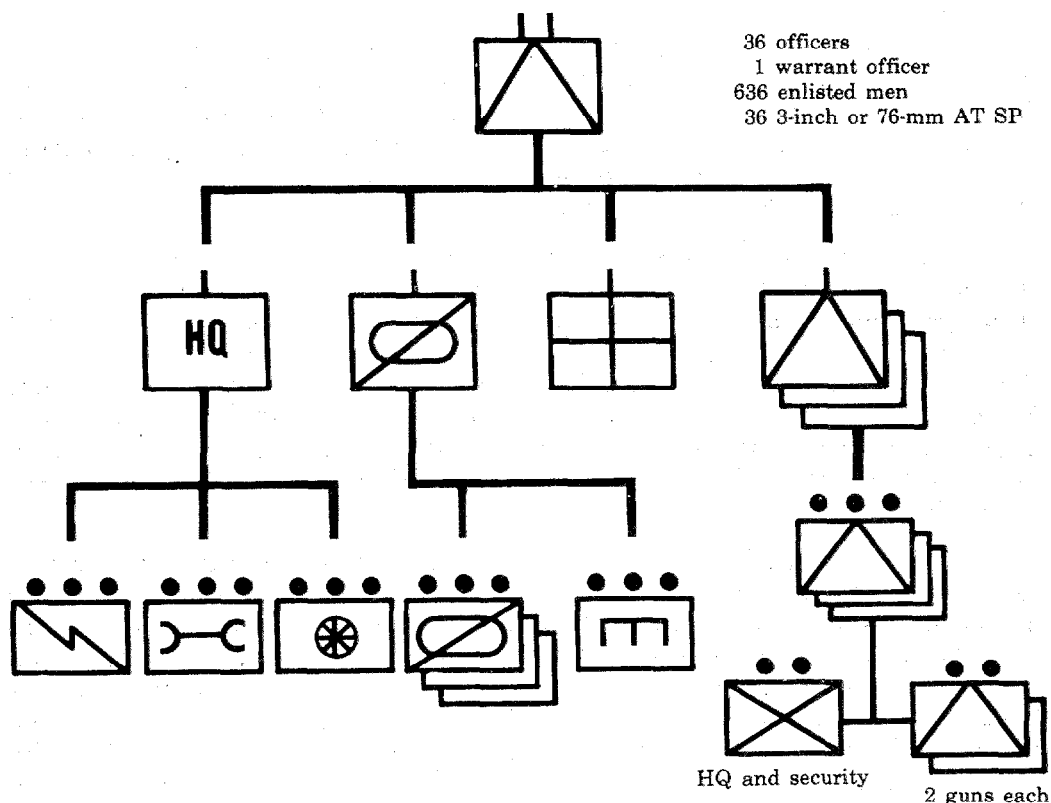 36 officers
1 warrant officer
636 enlisted men
36 3-inch or 76-mm AT SP
HQ
HQ and security
2 guns each